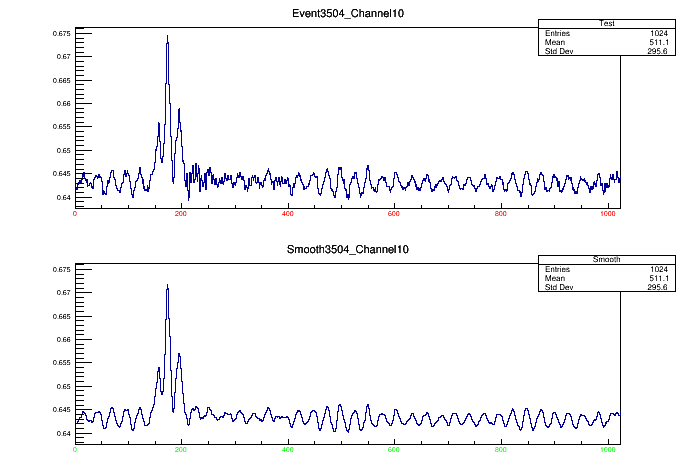 Event3504_Channel10
Test
Entries 1024
Mean 511.1
Std Dev 295.6
0.675
0.67
0.665
0.66
0.655
0.65
0.645
0.64
0 200 400 600 800 1000
Smooth3504_Channel10
Smooth
Entries 1024
Mean 511.1
Std Dev 295.6
0.675
0.67
0.665
0.66
0.655
0.65
0.645
0.64
0 200 400 600 800 1000